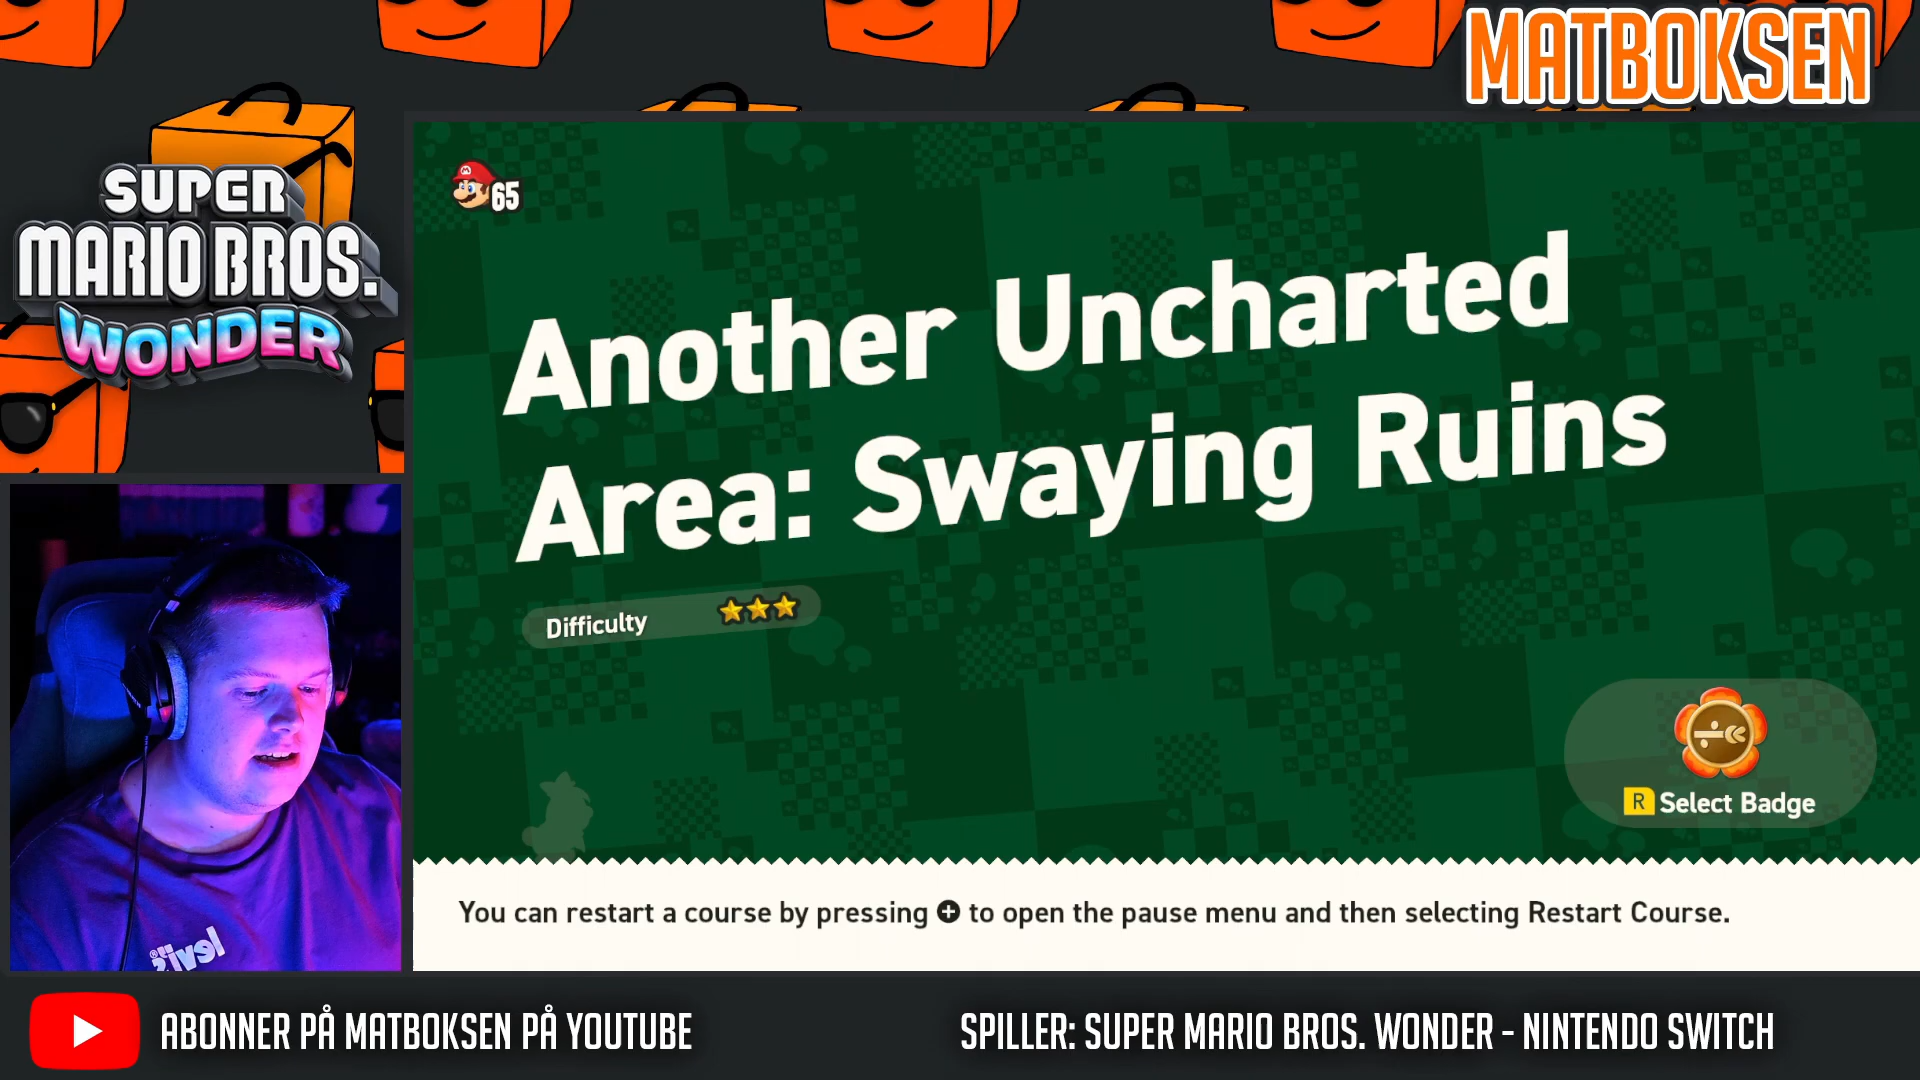 MATBOKSEN
SUPER
MARIO BROS.
WONDER
65
Another Uncharted
Area: Swaying Ruins
Difficulty
R Select Badge
You can restart a course by pressing + to open the pause menu and then selecting Restart Course.
Levi's®
ABONNER PÅ MATBOKSEN PÅ YOUTUBE
SPILLER: SUPER MARIO BROS. WONDER - NINTENDO SWITCH